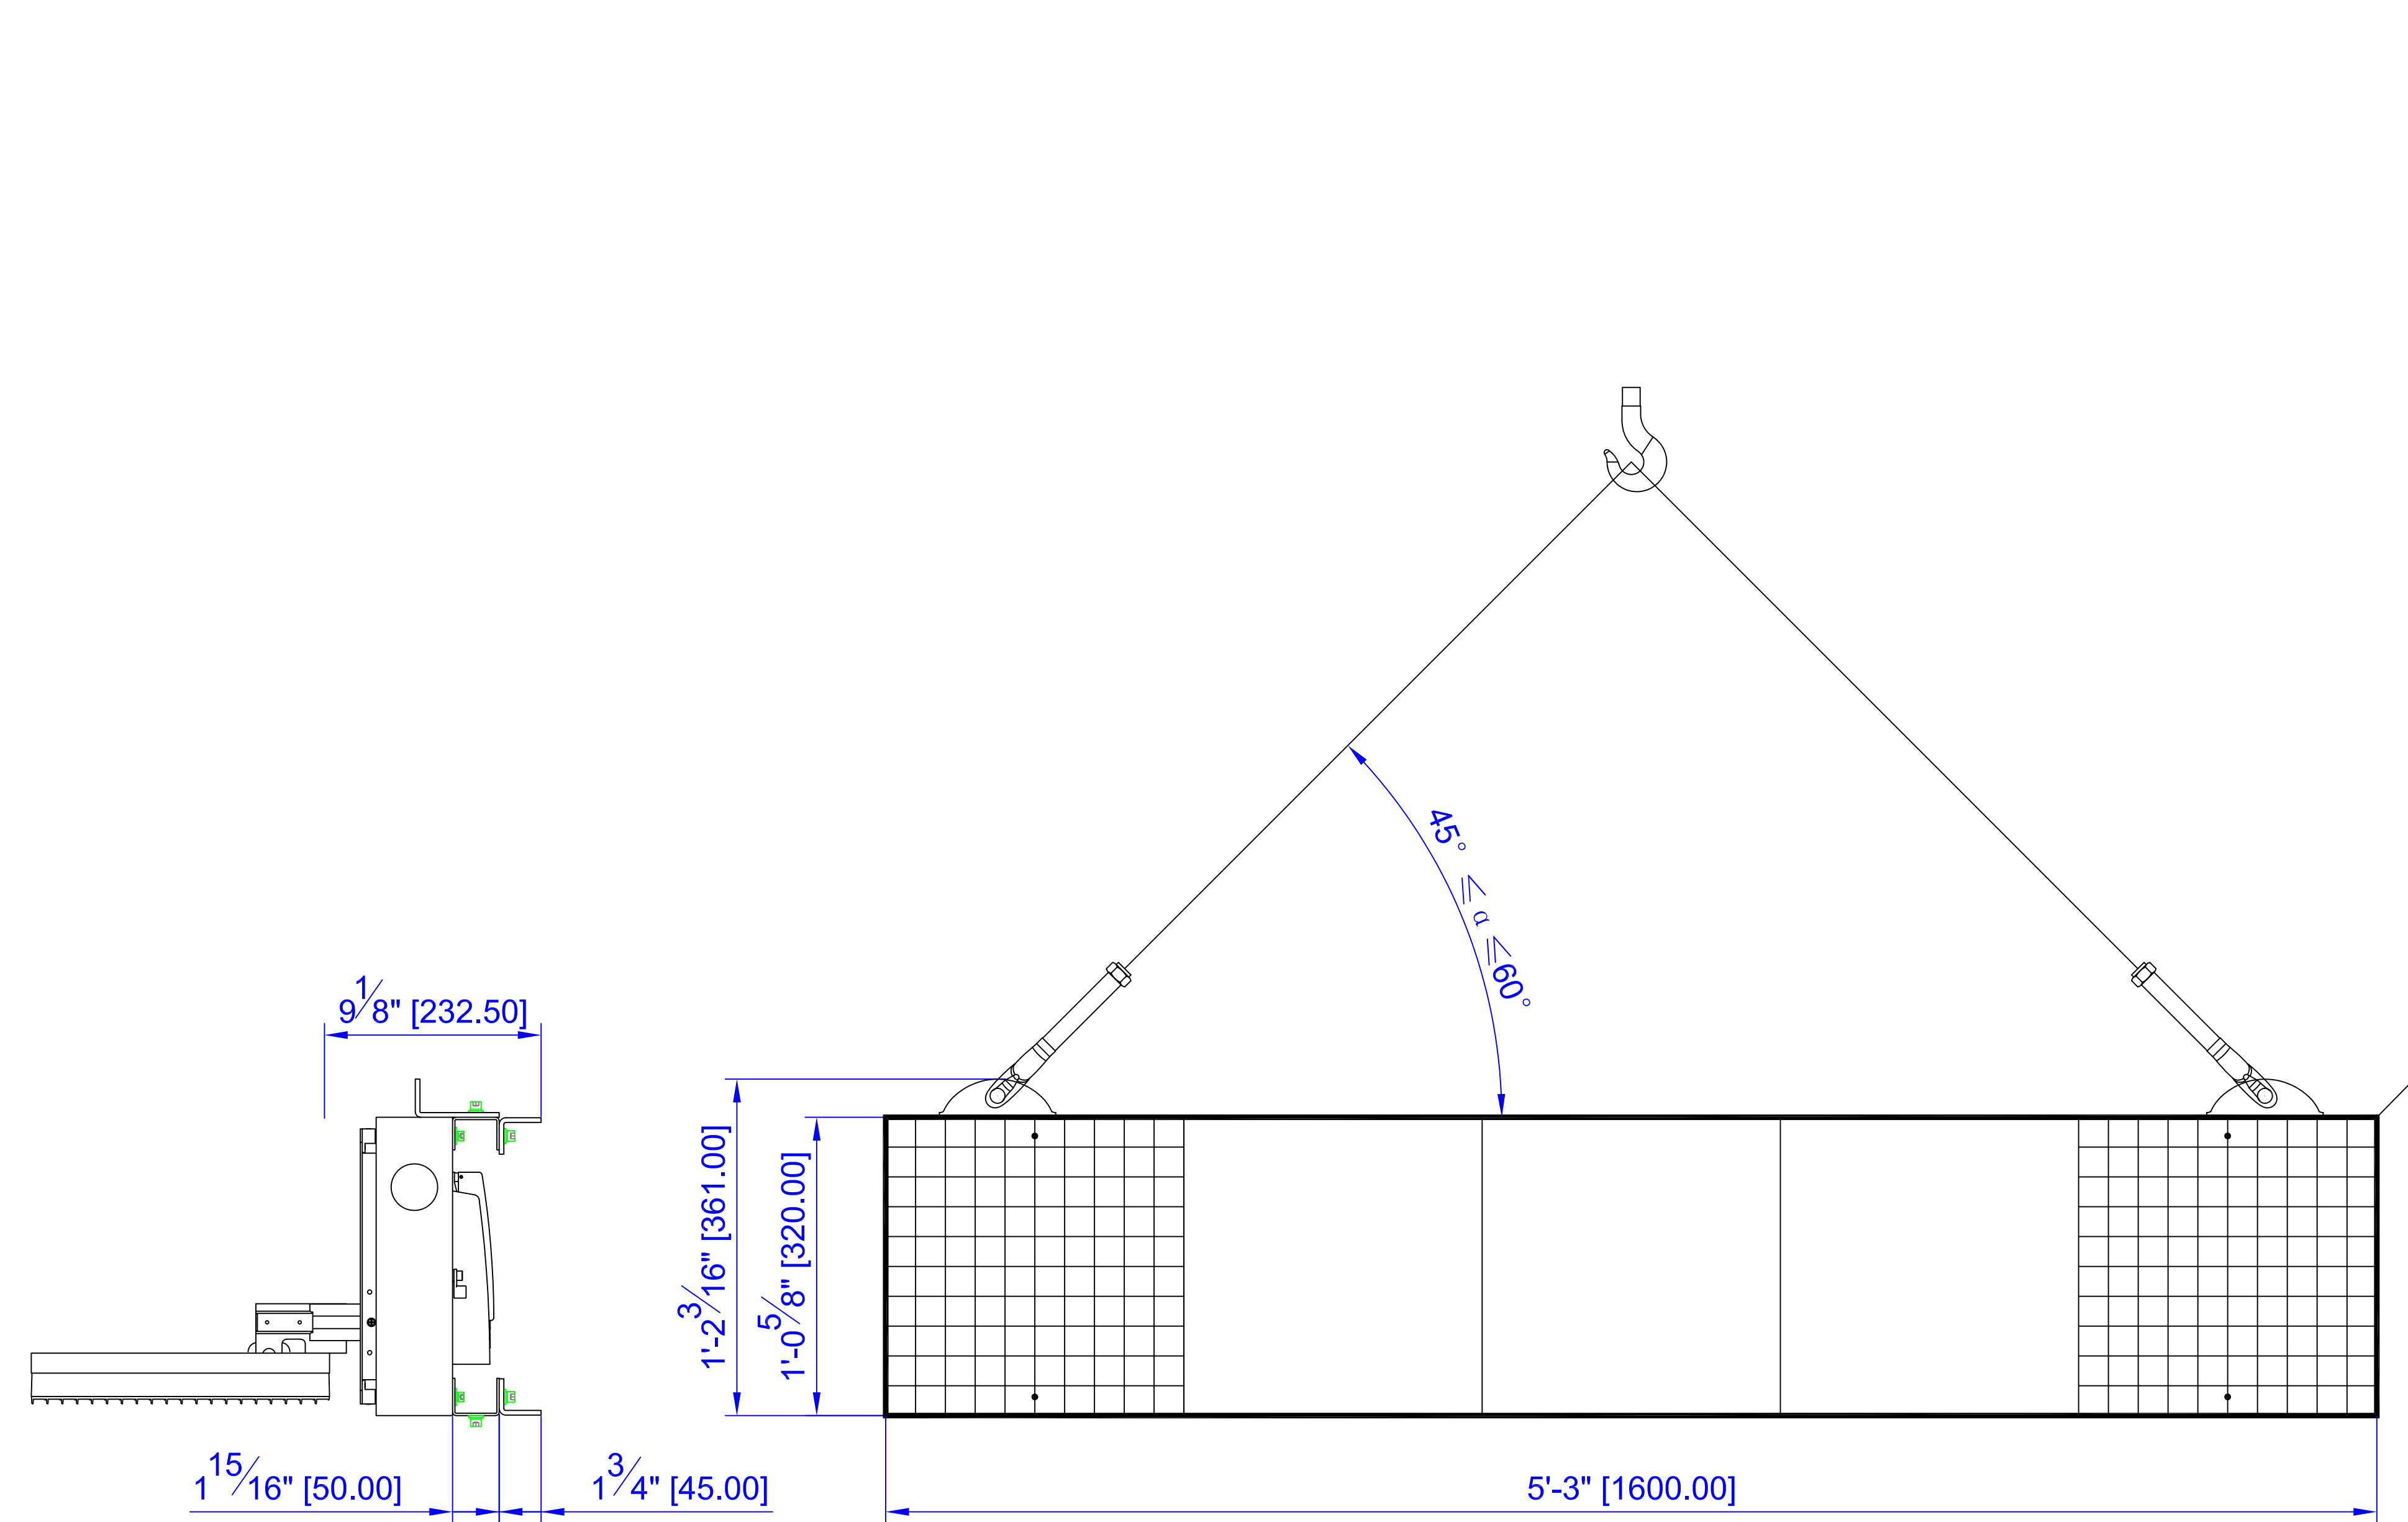 45° ≤ α ≤60°
9 1/8" [232.50]
1'-2 3/16" [361.00]
1'-0 5/8" [320.00]
1 15/16" [50.00]
1 3/4" [45.00]
5'-3" [1600.00]